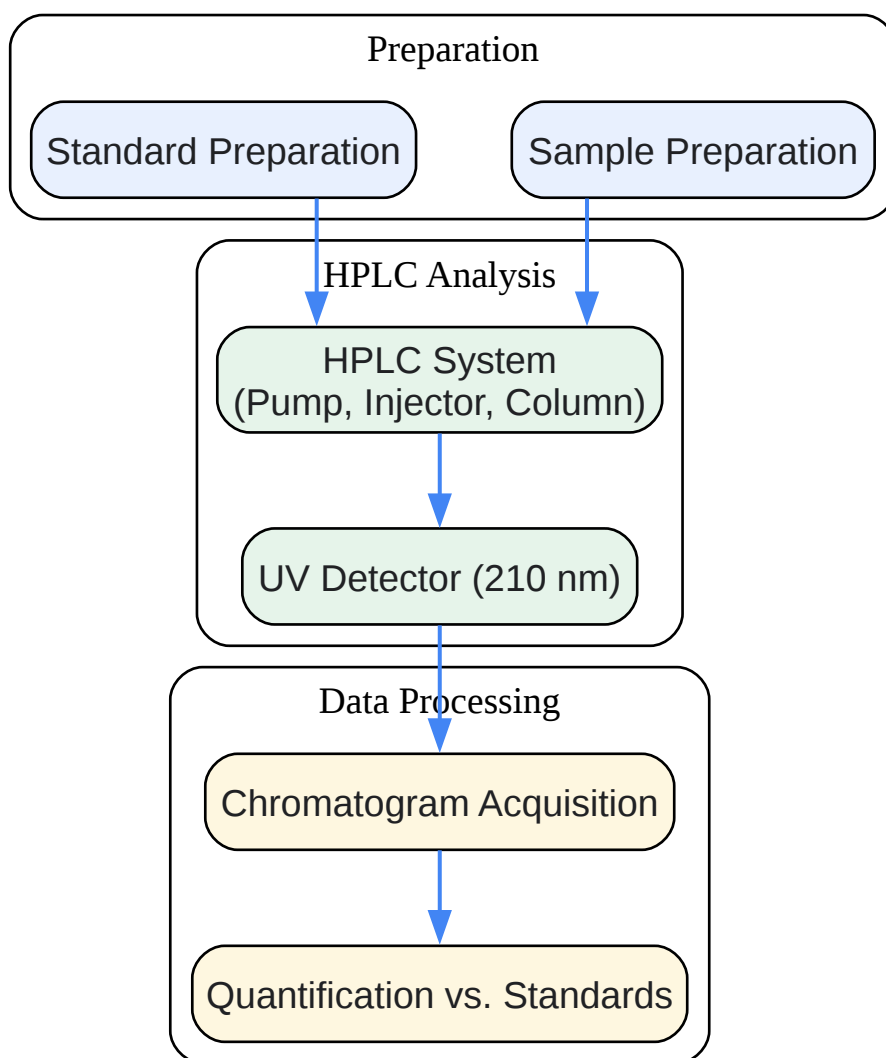 Preparation
Standard Preparation
Sample Preparation
HPLC Analysis
HPLC System
(Pump, Injector, Column)
UV Detector (210 nm)
Data Processing
Chromatogram Acquisition
Quantification vs. Standards